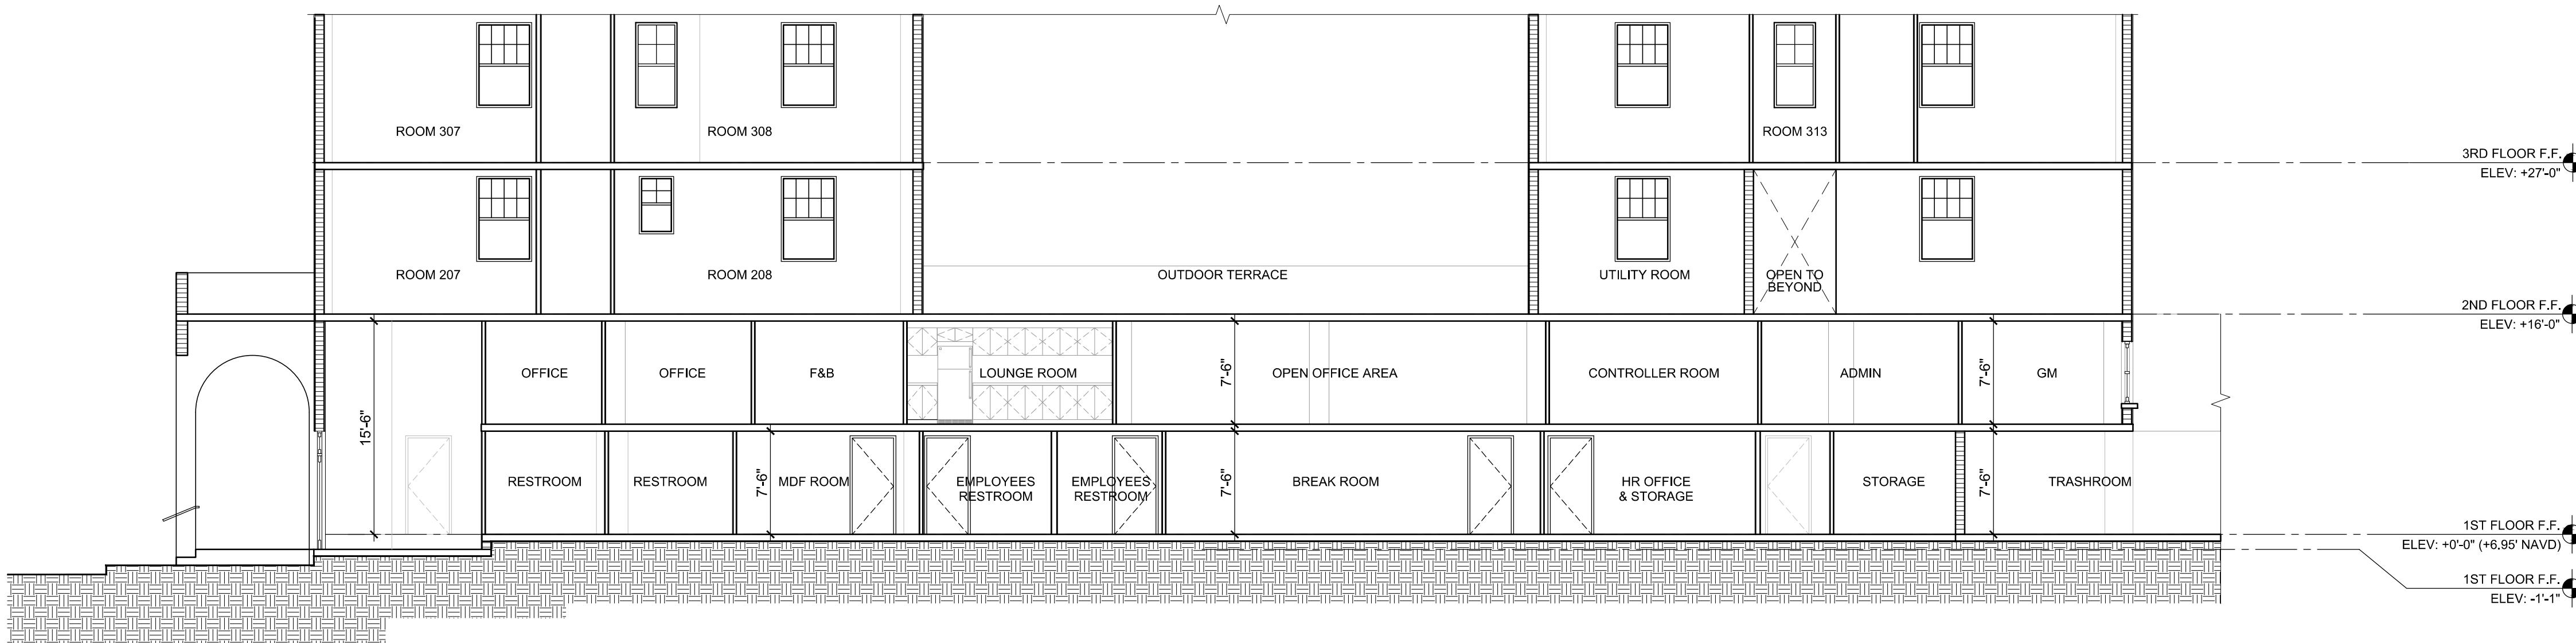 ROOM 307
ROOM 308
ROOM 313
3RD FLOOR F.F.
ELEV: +27'-0"
ROOM 207
ROOM 208
OUTDOOR TERRACE
UTILITY ROOM
OPEN TO
BEYOND
2ND FLOOR F.F.
ELEV: +16'-0"
15'-6"
OFFICE
OFFICE
F&B
LOUNGE ROOM
7'-6"
OPEN OFFICE AREA
CONTROLLER ROOM
ADMIN
7'-6"
GM
RESTROOM
RESTROOM
7'-6"
MDF ROOM
EMPLOYEES
RESTROOM
EMPLOYEES
RESTROOM
7'-6"
BREAK ROOM
HR OFFICE
& STORAGE
STORAGE
7'-6"
TRASHROOM
1ST FLOOR F.F.
ELEV: +0'-0" (+6.95' NAVD)
1ST FLOOR F.F.
ELEV: -1'-1"